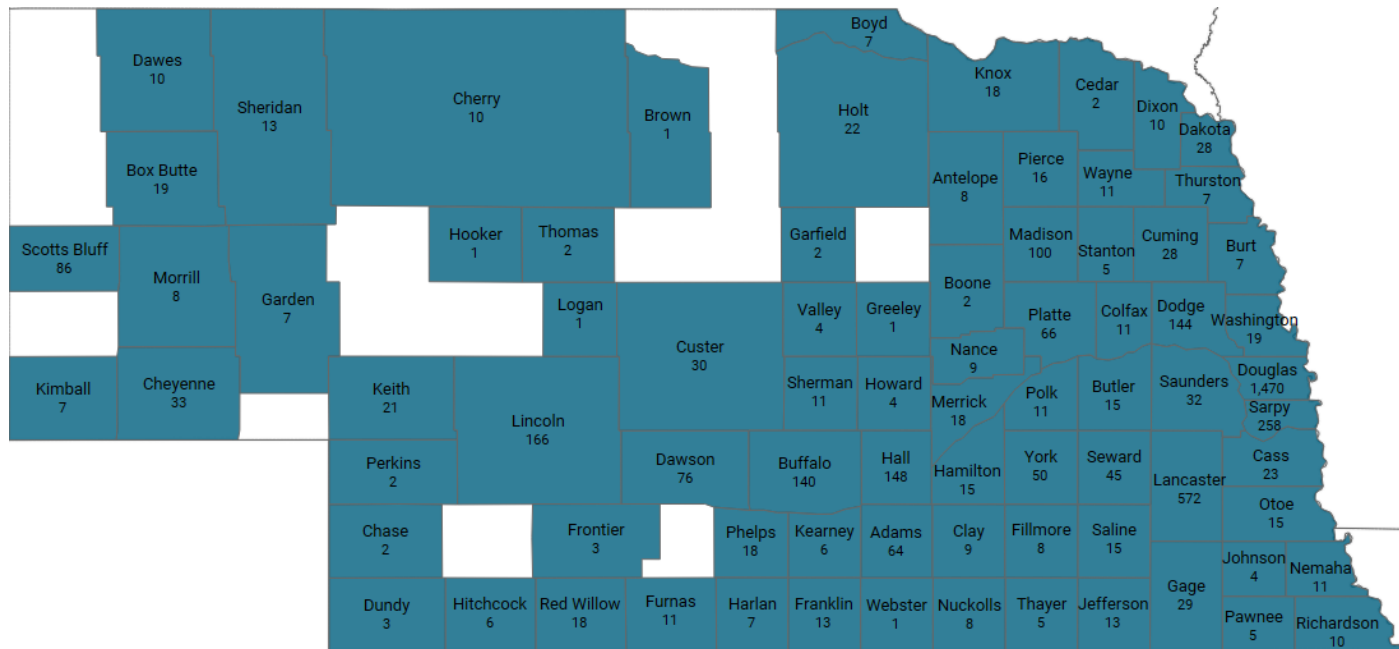 Boyd
7
Dawes
10
Sheridan
13
Cherry
10
Brown
1
Holt
22
Knox
18
Cedar
2
Dixon
10
Dakota
28
Box Butte
19
Antelope
8
Pierce
16
Wayne
11
Thurston
7
Scotts Bluff
86
Morrill
8
Garden
7
Hooker
1
Thomas
2
Garfield
2
Madison
100
Stanton
5
Cuming
28
Burt
7
Boone
2
Logan
1
Custer
30
Valley
4
Greeley
1
Platte
66
Colfax
11
Dodge
144
Washington
19
Nance
9
Kimball
7
Cheyenne
33
Keith
21
Lincoln
166
Sherman
11
Howard
4
Merrick
18
Polk
11
Butler
15
Saunders
32
Douglas
1,470
Sarpy
258
Perkins
2
Dawson
76
Buffalo
140
Hall
148
Hamilton
15
York
50
Seward
45
Lancaster
572
Cass
23
Otoe
15
Chase
2
Frontier
3
Phelps
18
Kearney
6
Adams
64
Clay
9
Fillmore
8
Saline
15
Gage
29
Johnson
4
Nemaha
11
Dundy
3
Hitchcock
6
Red Willow
18
Furnas
11
Harlan
7
Franklin
13
Webster
1
Nuckolls
8
Thayer
5
Jefferson
13
Pawnee
5
Richardson
10